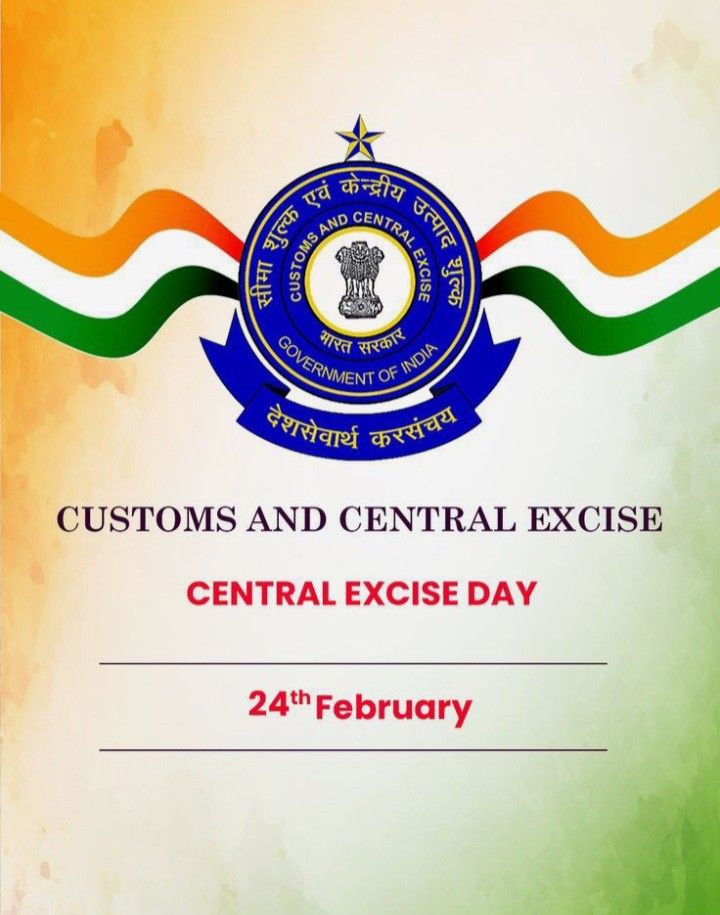 सीमा शुल्क एवं केन्द्रीय उत्पाद शुल्क
CUSTOMS AND CENTRAL EXCISE
भारत सरकार
GOVERNMENT OF INDIA
देशसेवार्थ करसंचय
CUSTOMS AND CENTRAL EXCISE
CENTRAL EXCISE DAY
24th February